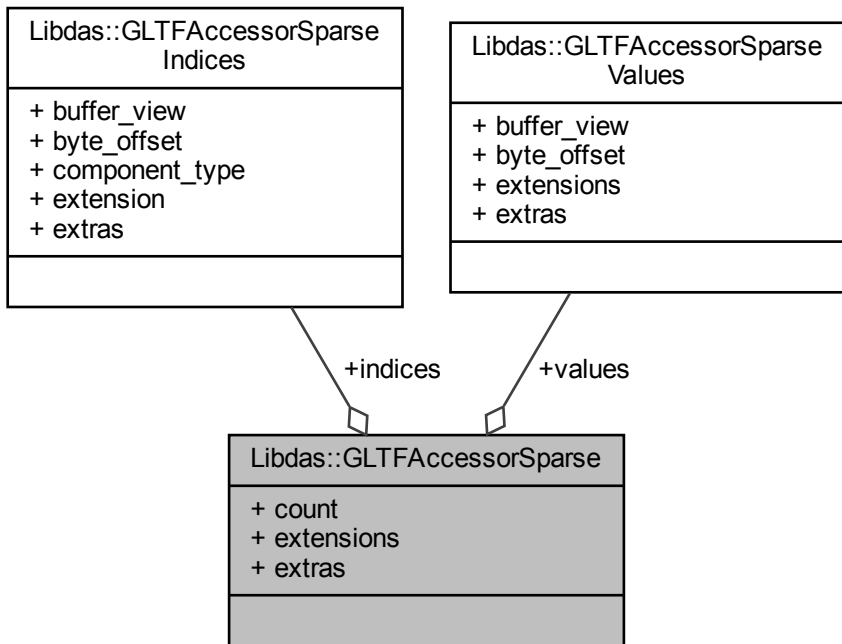 Libdas::GLTFAccessorSparse
Indices
+ buffer_view
+ byte_offset
+ component_type
+ extension
+ extras
Libdas::GLTFAccessorSparse
Values
+ buffer_view
+ byte_offset
+ extensions
+ extras
+indices
+values
Libdas::GLTFAccessorSparse
+ count
+ extensions
+ extras